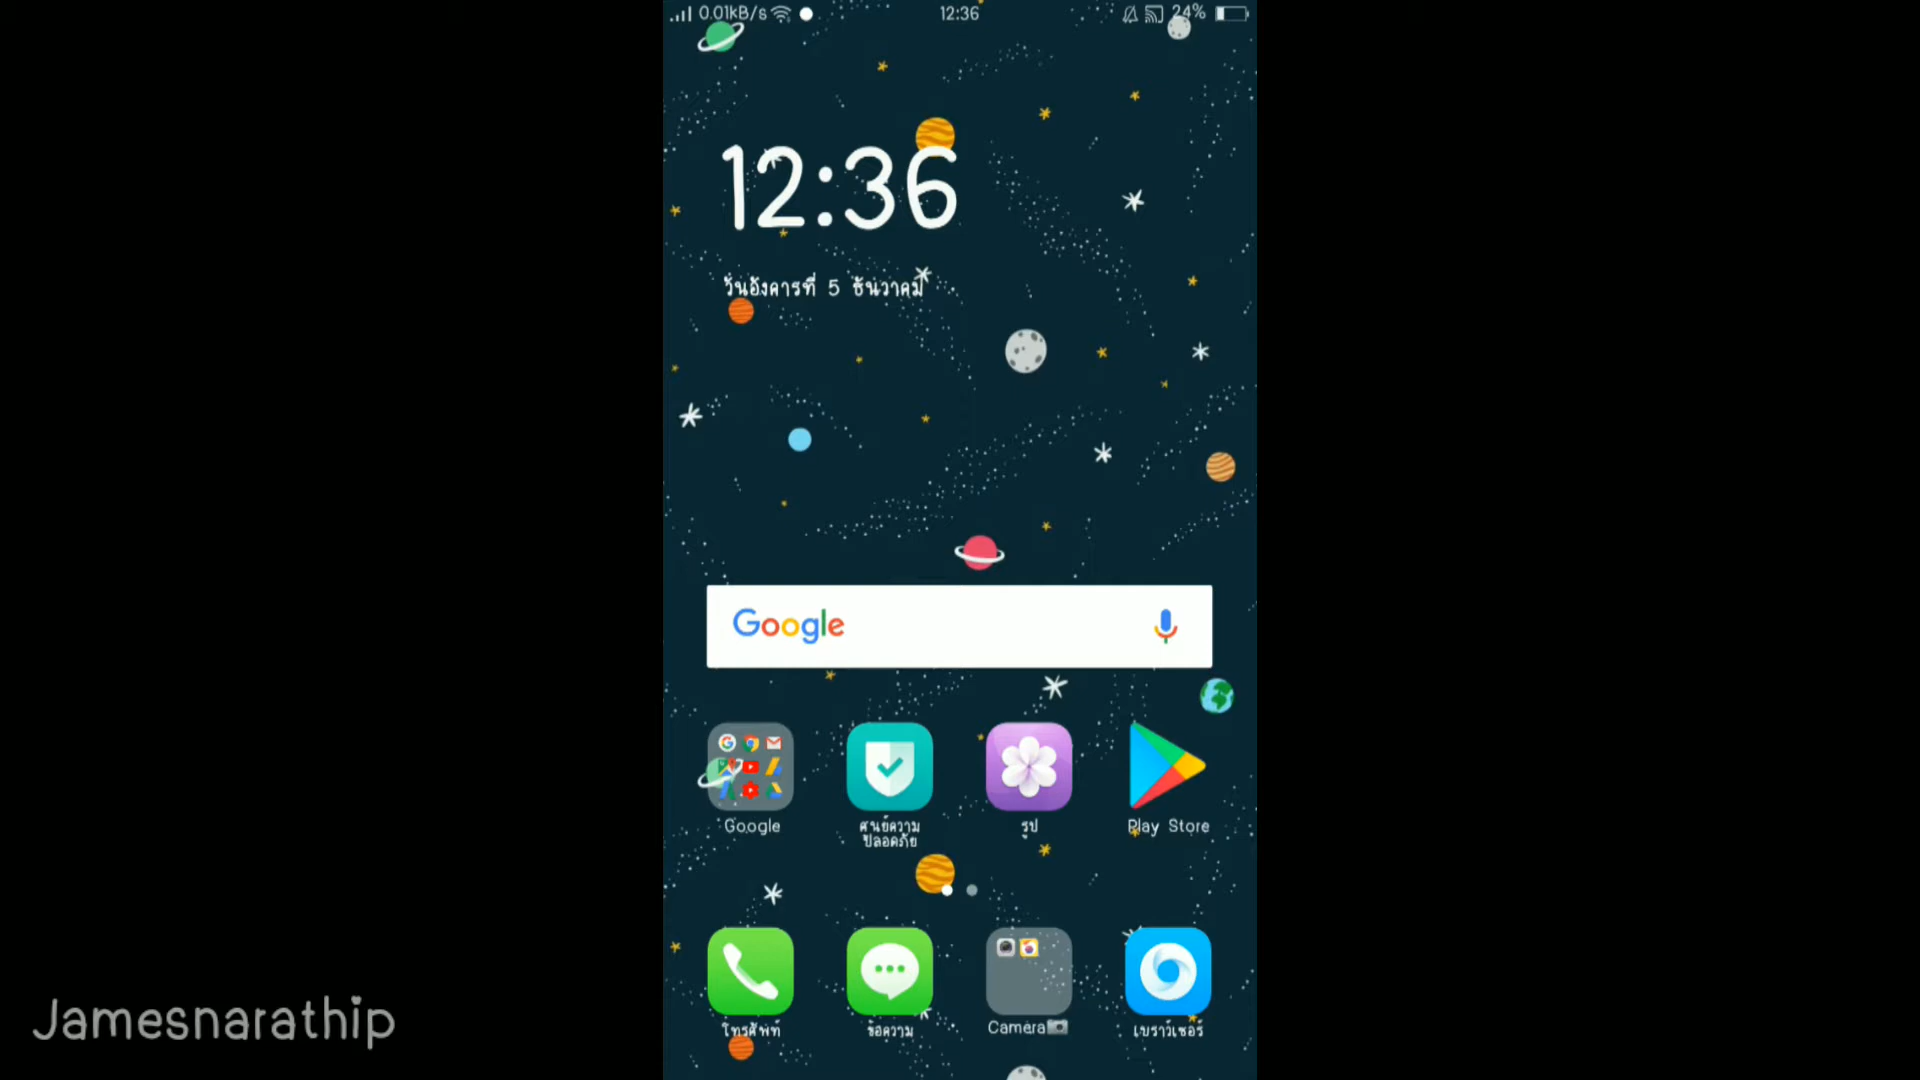 0.01kB/s 12:36 24%
12:36
วันอังคารที่ 5 ธันวาคม
Google
Google ศูนย์ความปลอดภัย รูป Play Store
โทรศัพท์ ข้อความ Camera เบราว์เซอร์
Jamesnarathip